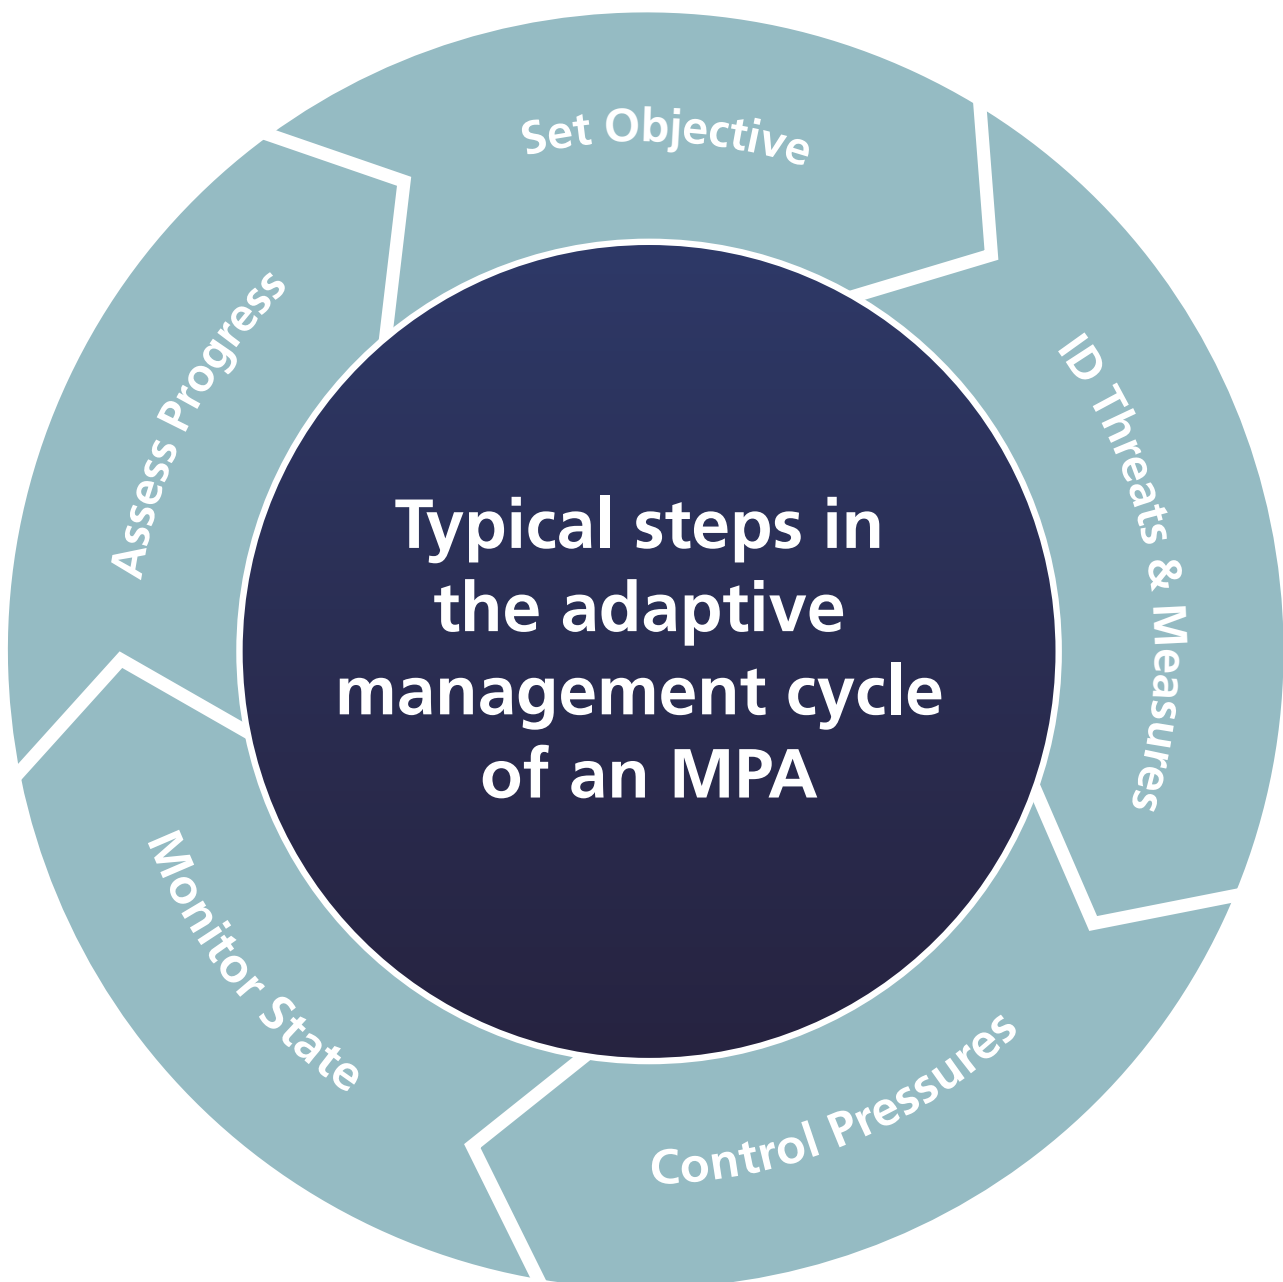 Set Objective
ID Threats & Measures
Control Pressures
Monitor State
Assess Progress
Typical steps in
the adaptive
management cycle
of an MPA